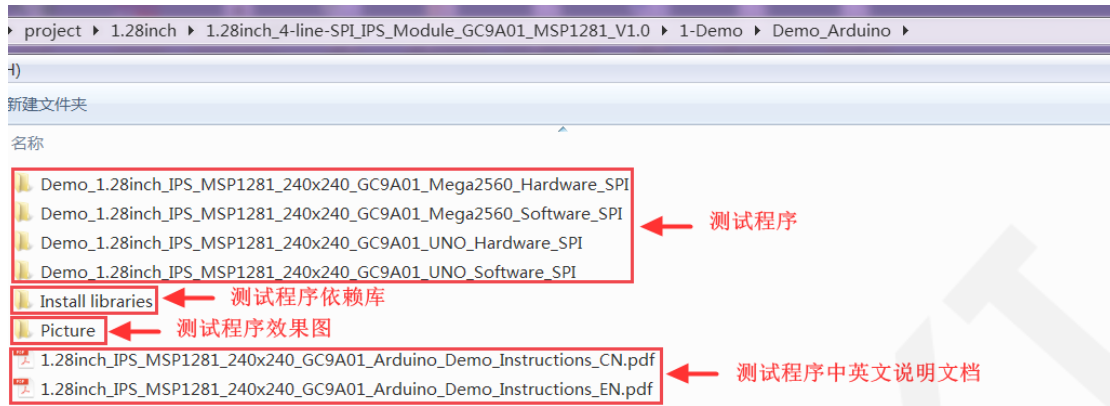 project ▸ 1.28inch ▸ 1.28inch_4-line-SPI_IPS_Module_GC9A01_MSP1281_V1.0 ▸ 1-Demo ▸ Demo_Arduino ▸
H)
新建文件夹
名称
Demo_1.28inch_IPS_MSP1281_240x240_GC9A01_Mega2560_Hardware_SPI
Demo_1.28inch_IPS_MSP1281_240x240_GC9A01_Mega2560_Software_SPI
测试程序
Demo_1.28inch_IPS_MSP1281_240x240_GC9A01_UNO_Hardware_SPI
Demo_1.28inch_IPS_MSP1281_240x240_GC9A01_UNO_Software_SPI
Install libraries 测试程序依赖库
Picture 测试程序效果图
1.28inch_IPS_MSP1281_240x240_GC9A01_Arduino_Demo_Instructions_CN.pdf
测试程序中英文说明文档
1.28inch_IPS_MSP1281_240x240_GC9A01_Arduino_Demo_Instructions_EN.pdf